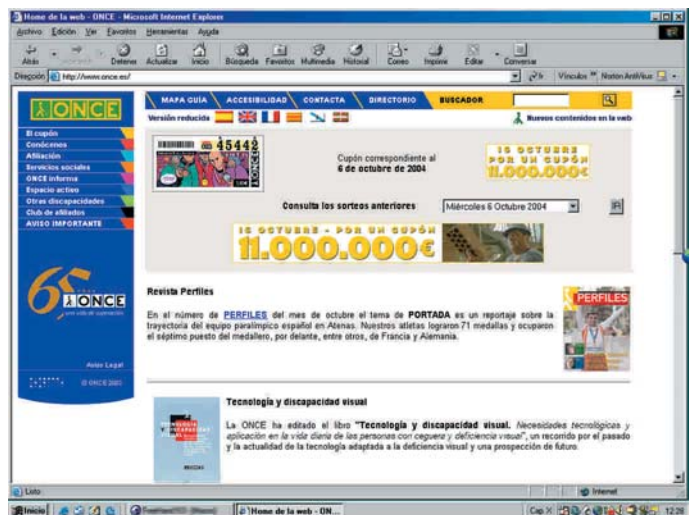 Home de la web - ONCE - Microsoft Internet Explorer
Archivo Edición Ver Favoritos Herramientas Ayuda
Atrás Detener Actualizar Inicio Búsqueda Favoritos Multimedia Historial Correo Imprimir Editar Conversar
Dirección http://www.once.es/ Ir Vínculos Norton AntiVirus
ONCE
MAPA GUÍA ACCESIBILIDAD CONTACTA DIRECTORIO BUSCADOR
Versión reducida
Nuevos contenidos en la web
El cupón
Conócenos
Afiliación
Servicios sociales
ONCE informa
Espacio activo
Otras discapacidades
Club de afiliados
AVISO IMPORTANTE
45442
ONCE
Cupón correspondiente al
6 de octubre de 2004
16 OCTUBRE
POR UN CUPÓN
11.000.000€
Consulta los sorteos anteriores Miércoles 6 Octubre 2004 IR
16 OCTUBRE - POR UN CUPÓN
11.000.000€
65 ONCE
Aviso Legal
© ONCE 2003
Revista Perfiles
En el número de PERFILES del mes de octubre el tema de PORTADA es un reportaje sobre la
trayectoria del equipo paralímpico español en Atenas. Nuestros atletas lograron 71 medallas y ocuparon
el séptimo puesto del medallero, por delante, entre otros, de Francia y Alemania.
PERFILES
Tecnología y discapacidad visual
La ONCE ha editado el libro "Tecnología y discapacidad visual. Necesidades tecnológicas y
aplicación en la vida diaria de las personas con ceguera y deficiencia visual", un recorrido por el pasado
y la actualidad de la tecnología adaptada a la deficiencia visual y una prospección de futuro.
TECNOLOGÍA Y
DISCAPACIDAD
VISUAL
Listo Internet
Inicio Home de la web - ON... Cap 12:28